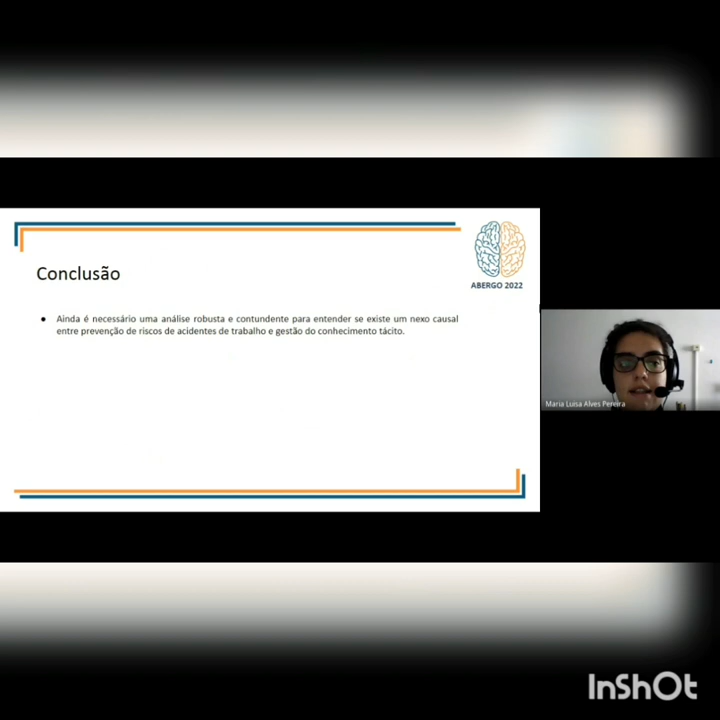 ABERGO 2022
Conclusão
● Ainda é necessário uma análise robusta e contundente para entender se existe um nexo causal
entre prevenção de riscos de acidentes de trabalho e gestão do conhecimento tácito.
Maria Luisa Alves Pereira
InShOt